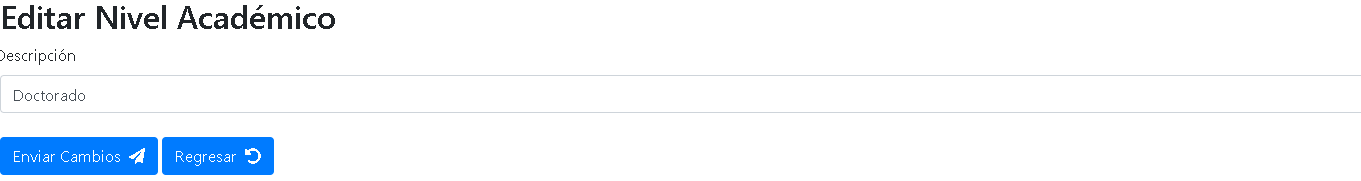 Editar Nivel Académico
Descripción
Doctorado
Enviar Cambios Regresar